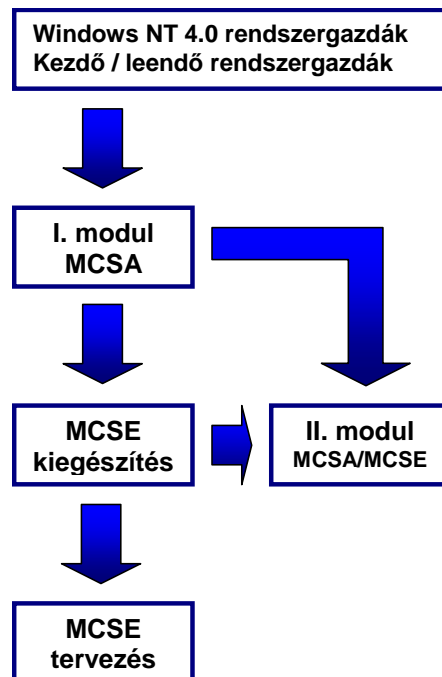 Windows NT 4.0 rendszergazdák
Kezdő / leendő rendszergazdák
I. modul
MCSA
MCSE
kiegészítés
II. modul
MCSA/MCSE
MCSE
tervezés